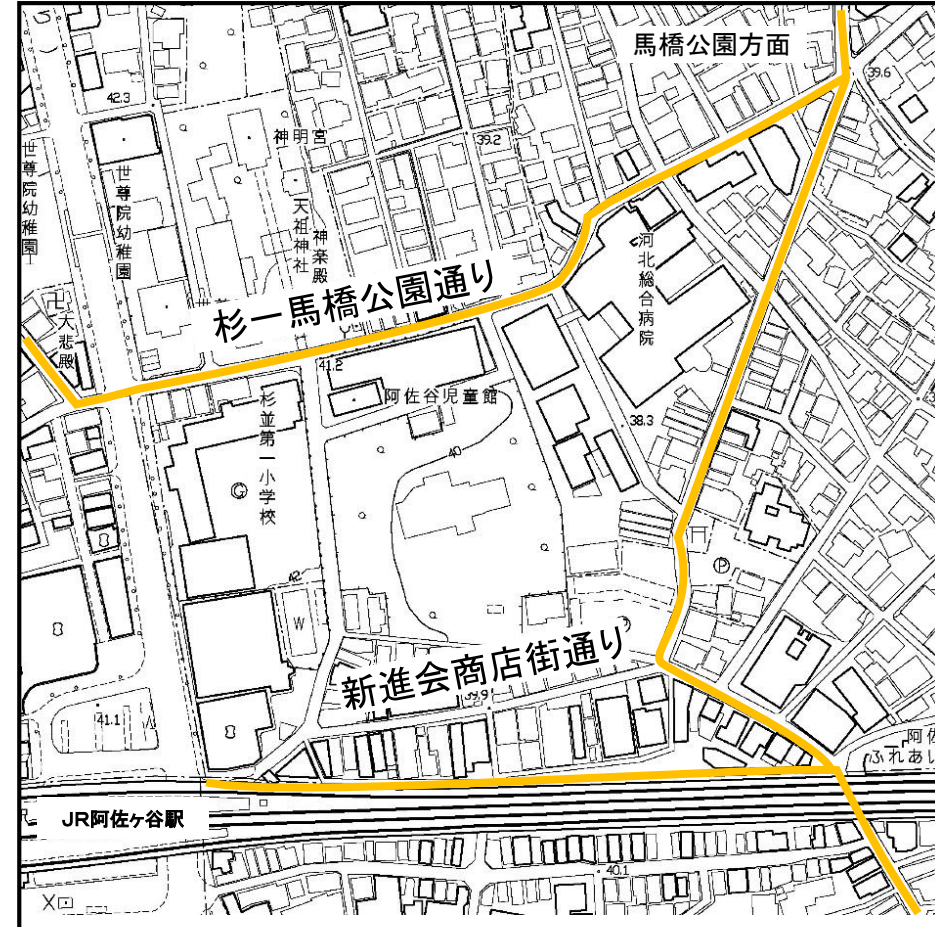 馬橋公園方面
39.6
42.3
神明宮
39.2
世尊院幼稚園
世尊院幼稚園
天祖神社
神楽殿
河北総合病院
卍
大悲殿
杉一馬橋公園通り
41.2
阿佐谷児童館
杉並第一小学校
38.3
40
G
P
42
W
8
新進会商店街通り
39.9
41.1
8
阿佐
ふれあい
JR阿佐ケ谷駅
40.1
X